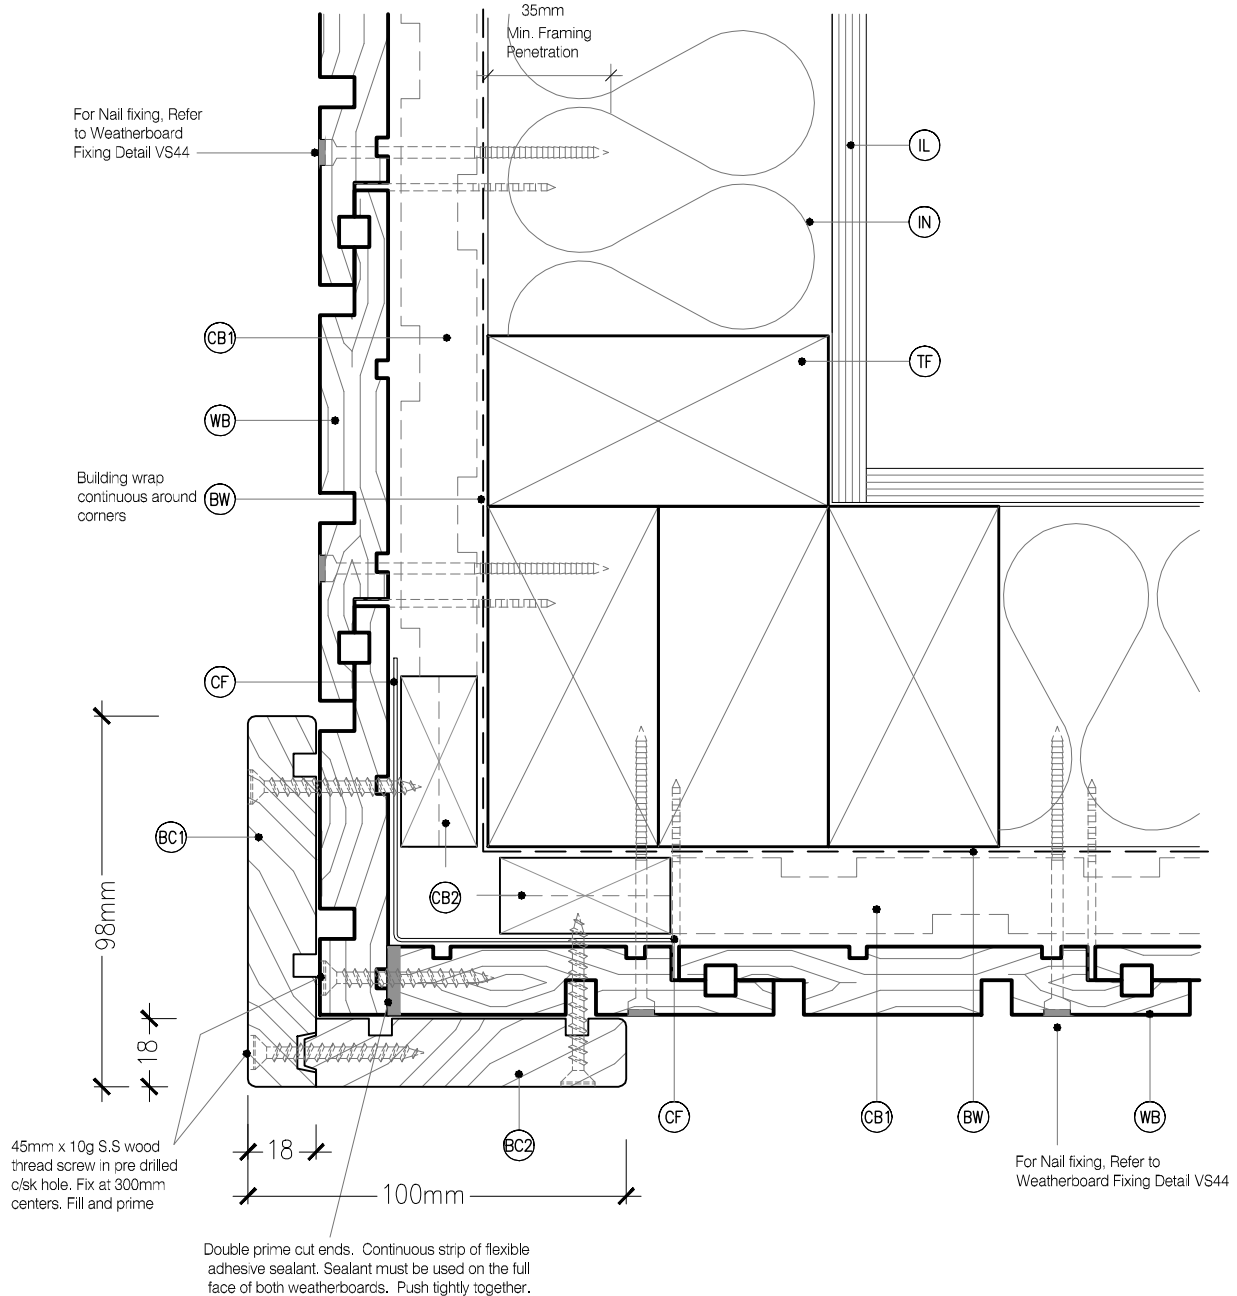 35mm
Min. Framing
Penetration
For Nail fixing, Refer
to Weatherboard
Fixing Detail VS44
IL
IN
CB1
TF
WB
Building wrap
continuous around
corners
BW
CF
98mm
BC1
CB2
CB1
18
CF
CB1
BW
WB
BC2
45mm x 10g S.S wood
thread screw in pre drilled
c/sk hole. Fix at 300mm
centers. Fill and prime
18
100mm
For Nail fixing, Refer to
Weatherboard Fixing Detail VS44
Double prime cut ends. Continuous strip of flexible
adhesive sealant. Sealant must be used on the full
face of both weatherboards. Push tightly together.